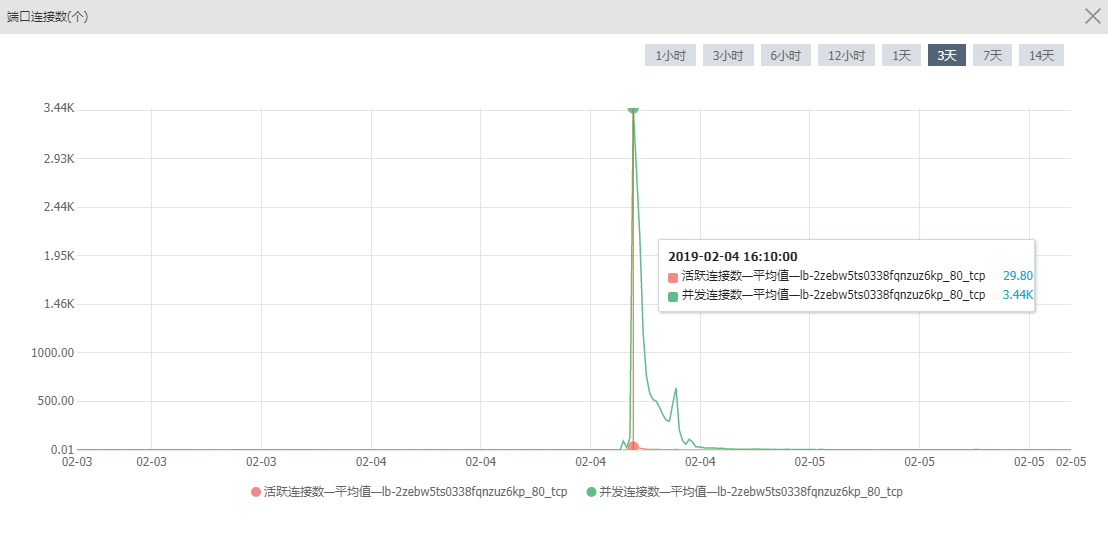 端口连接数(个)
1小时 3小时 6小时 12小时 1天 3天 7天 14天
3.44K
2.93K
2.44K
1.95K
1.46K
1000.00
500.00
0.01
2019-02-04 16:10:00
活跃连接数—平均值—lb-2zebw5ts0338fqnzuz6kp_80_tcp 29.80
并发连接数—平均值—lb-2zebw5ts0338fqnzuz6kp_80_tcp 3.44K
02-03 02-03 02-03 02-04 02-04 02-04 02-04 02-05 02-05 02-05 02-05
活跃连接数—平均值—lb-2zebw5ts0338fqnzuz6kp_80_tcp 并发连接数—平均值—lb-2zebw5ts0338fqnzuz6kp_80_tcp